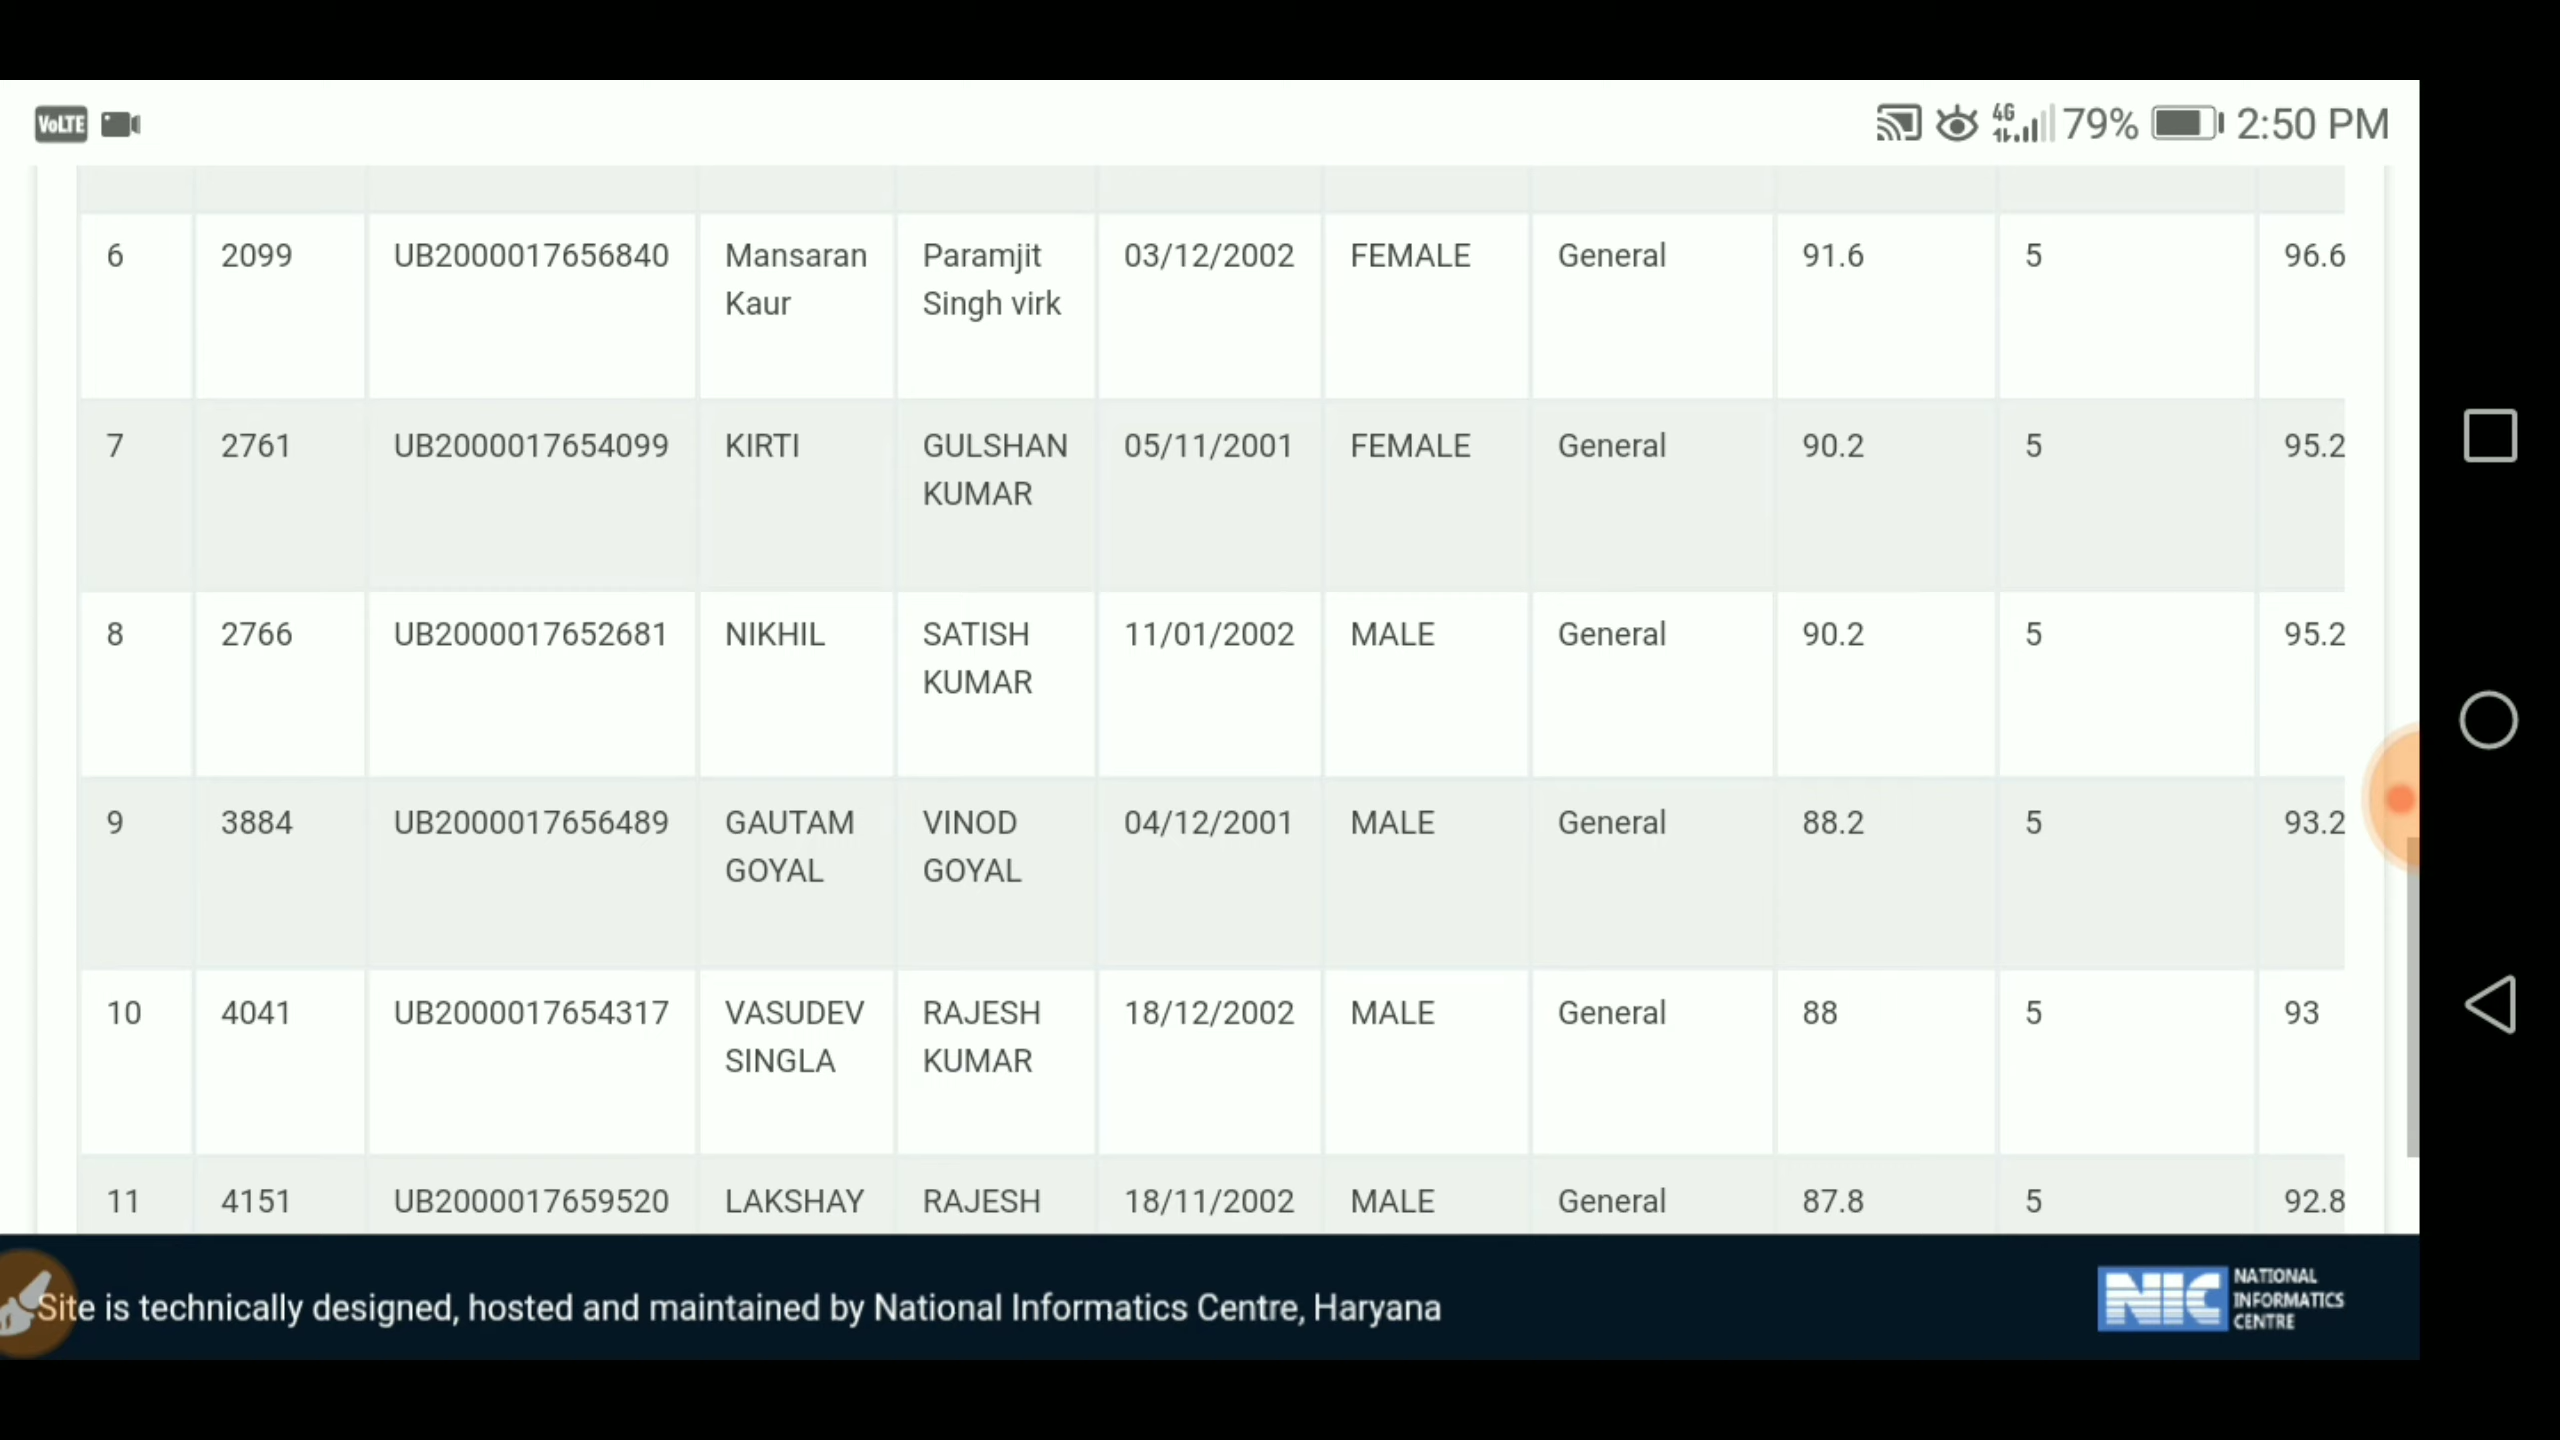 VoLTE 4G 79% 2:50 PM
6 2099 UB2000017656840 Mansaran Paramjit 03/12/2002 FEMALE General 91.6 5 96.6
Kaur Singh virk
7 2761 UB2000017654099 KIRTI GULSHAN 05/11/2001 FEMALE General 90.2 5 95.2
KUMAR
8 2766 UB2000017652681 NIKHIL SATISH 11/01/2002 MALE General 90.2 5 95.2
KUMAR
9 3884 UB2000017656489 GAUTAM VINOD 04/12/2001 MALE General 88.2 5 93.2
GOYAL GOYAL
10 4041 UB2000017654317 VASUDEV RAJESH 18/12/2002 MALE General 88 5 93
SINGLA KUMAR
11 4151 UB2000017659520 LAKSHAY RAJESH 18/11/2002 MALE General 87.8 5 92.8
Site is technically designed, hosted and maintained by National Informatics Centre, Haryana
NIC NATIONAL
INFORMATICS
CENTRE